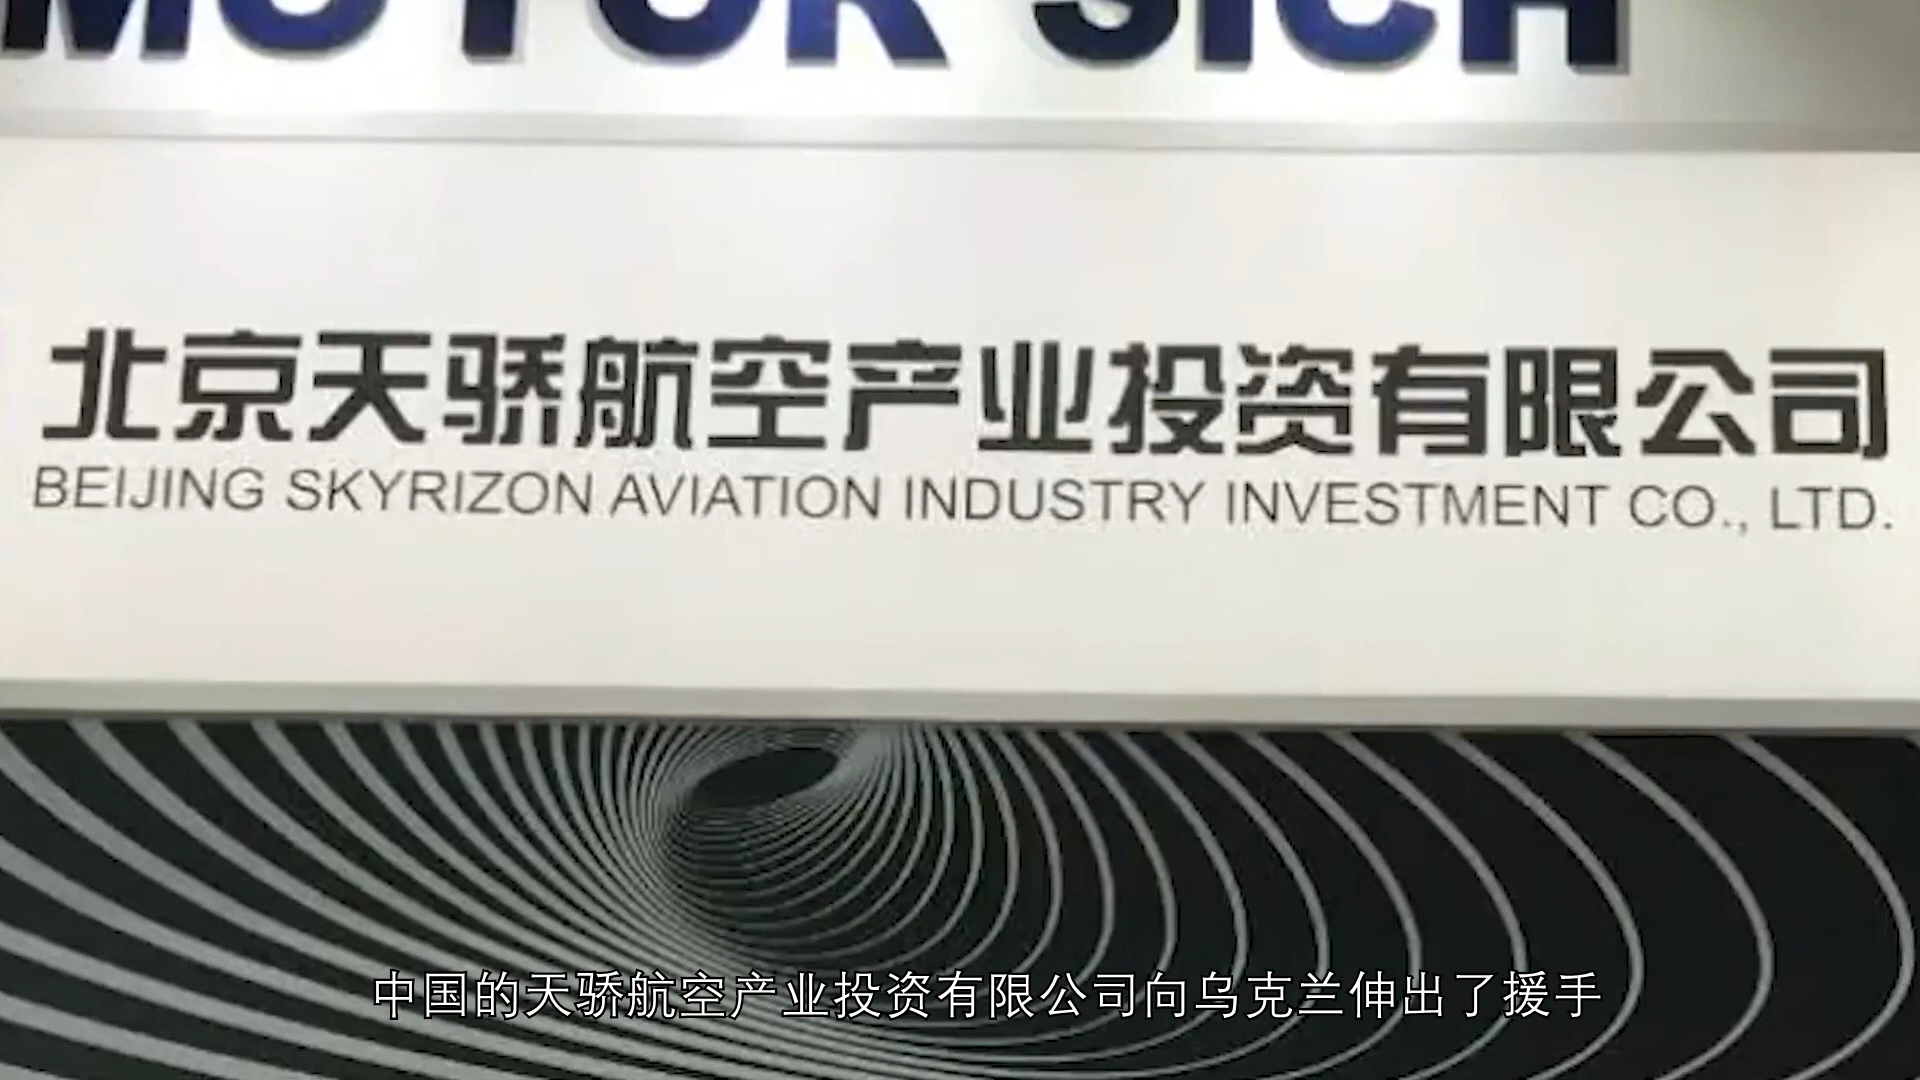 MOTOR SICH
北京天骄航空产业投资有限公司
BEIJING SKYRIZON AVIATION INDUSTRY INVESTMENT CO., LTD.
中国的天骄航空产业投资有限公司向乌克兰伸出了援手